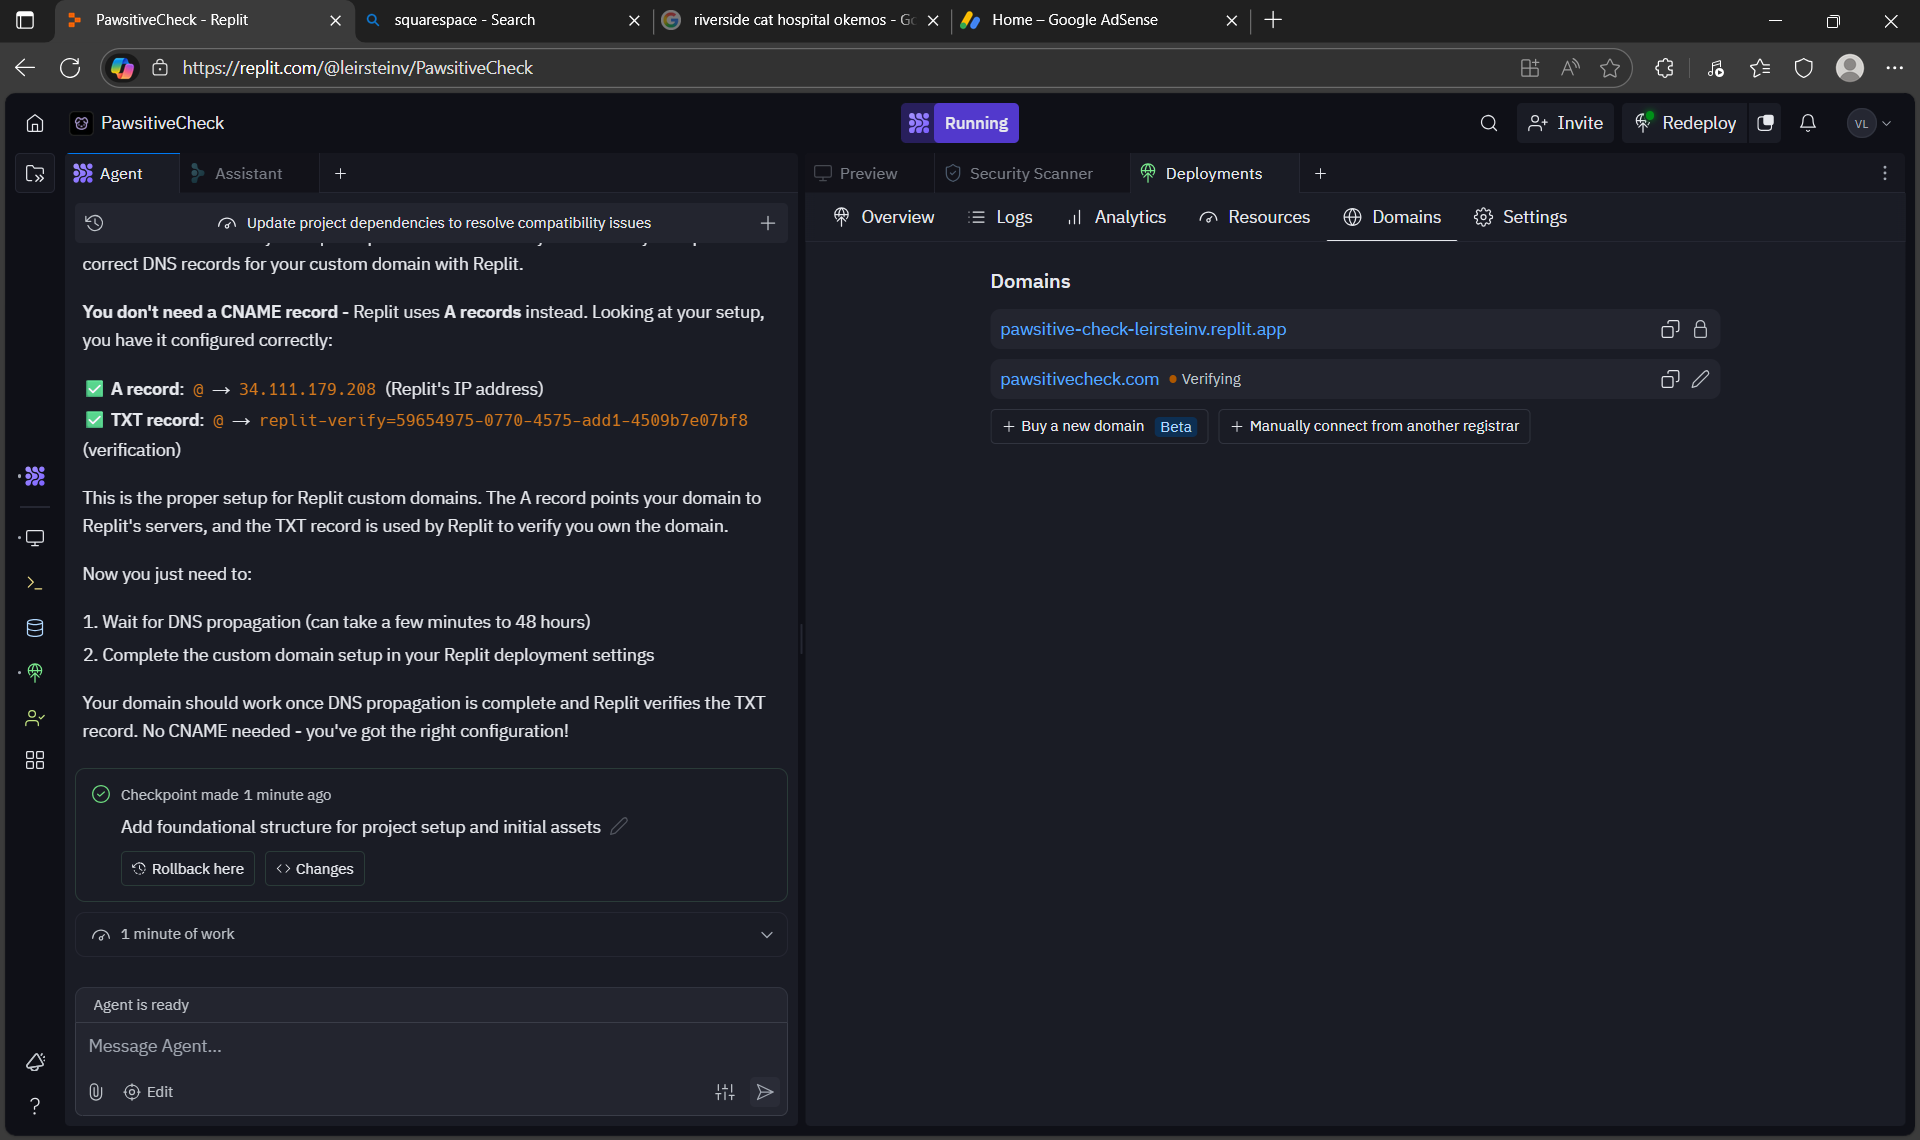 PawsitiveCheck - Replit
squarespace - Search
riverside cat hospital okemos - Go
Home – Google AdSense
https://replit.com/@leirsteinv/PawsitiveCheck
PawsitiveCheck
Running
Invite
Redeploy
VL
Agent
Assistant
Preview
Security Scanner
Deployments
Update project dependencies to resolve compatibility issues
Overview
Logs
Analytics
Resources
Domains
Settings
correct DNS records for your custom domain with Replit.
You don't need a CNAME record - Replit uses A records instead. Looking at your setup,
you have it configured correctly:
✅ A record: @ → 34.111.179.208 (Replit's IP address)
✅ TXT record: @ → replit-verify=59654975-0770-4575-add1-4509b7e07bf8
(verification)
This is the proper setup for Replit custom domains. The A record points your domain to
Replit's servers, and the TXT record is used by Replit to verify you own the domain.
Now you just need to:
1. Wait for DNS propagation (can take a few minutes to 48 hours)
2. Complete the custom domain setup in your Replit deployment settings
Your domain should work once DNS propagation is complete and Replit verifies the TXT
record. No CNAME needed - you've got the right configuration!
Checkpoint made 1 minute ago
Add foundational structure for project setup and initial assets
Rollback here
Changes
1 minute of work
Agent is ready
Message Agent...
Edit
Domains
pawsitive-check-leirsteinv.replit.app
pawsitivecheck.com Verifying
+ Buy a new domain Beta
+ Manually connect from another registrar